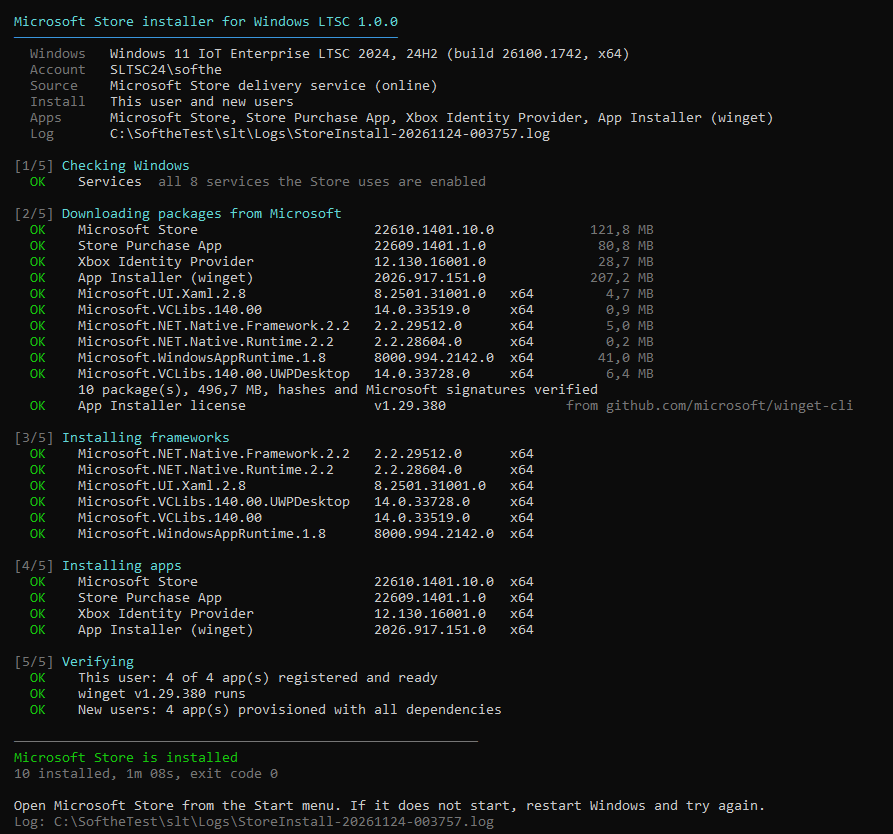 Microsoft Store installer for Windows LTSC 1.0.0
Windows Windows 11 IoT Enterprise LTSC 2024, 24H2 (build 26100.1742, x64)
Account SLTSC24\softhe
Source Microsoft Store delivery service (online)
Install This user and new users
Apps Microsoft Store, Store Purchase App, Xbox Identity Provider, App Installer (winget)
Log C:\SoftheTest\slt\Logs\StoreInstall-20261124-003757.log
[1/5] Checking Windows
OK Services all 8 services the Store uses are enabled
[2/5] Downloading packages from Microsoft
OK Microsoft Store 22610.1401.10.0 121,8 MB
OK Store Purchase App 22609.1401.1.0 80,8 MB
OK Xbox Identity Provider 12.130.16001.0 28,7 MB
OK App Installer (winget) 2026.917.151.0 207,2 MB
OK Microsoft.UI.Xaml.2.8 8.2501.31001.0 x64 4,7 MB
OK Microsoft.VCLibs.140.00 14.0.33519.0 x64 0,9 MB
OK Microsoft.NET.Native.Framework.2.2 2.2.29512.0 x64 5,0 MB
OK Microsoft.NET.Native.Runtime.2.2 2.2.28604.0 x64 0,2 MB
OK Microsoft.WindowsAppRuntime.1.8 8000.994.2142.0 x64 41,0 MB
OK Microsoft.VCLibs.140.00.UWPDesktop 14.0.33728.0 x64 6,4 MB
10 package(s), 496,7 MB, hashes and Microsoft signatures verified
OK App Installer license v1.29.380 from github.com/microsoft/winget-cli
[3/5] Installing frameworks
OK Microsoft.NET.Native.Framework.2.2 2.2.29512.0 x64
OK Microsoft.NET.Native.Runtime.2.2 2.2.28604.0 x64
OK Microsoft.UI.Xaml.2.8 8.2501.31001.0 x64
OK Microsoft.VCLibs.140.00.UWPDesktop 14.0.33728.0 x64
OK Microsoft.VCLibs.140.00 14.0.33519.0 x64
OK Microsoft.WindowsAppRuntime.1.8 8000.994.2142.0 x64
[4/5] Installing apps
OK Microsoft Store 22610.1401.10.0 x64
OK Store Purchase App 22609.1401.1.0 x64
OK Xbox Identity Provider 12.130.16001.0 x64
OK App Installer (winget) 2026.917.151.0 x64
[5/5] Verifying
OK This user: 4 of 4 app(s) registered and ready
OK winget v1.29.380 runs
OK New users: 4 app(s) provisioned with all dependencies
Microsoft Store is installed
10 installed, 1m 08s, exit code 0
Open Microsoft Store from the Start menu. If it does not start, restart Windows and try again.
Log: C:\SoftheTest\slt\Logs\StoreInstall-20261124-003757.log